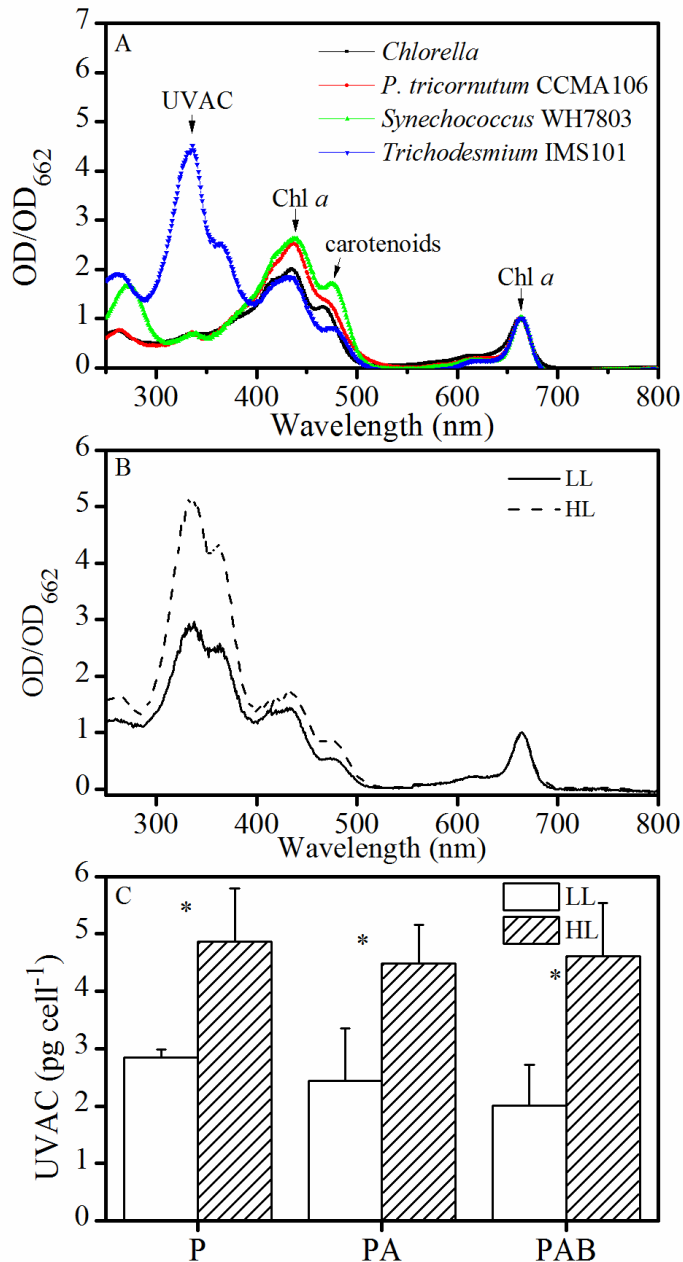 A
Chlorella
P. tricornutum CCMA106
Synechococcus WH7803
Trichodesmium IMS101
UVAC
Chl a
carotenoids
Chl a
OD/OD662
7
6
5
4
3
2
1
0
300 400 500 600 700 800
Wavelength (nm)
B
LL
HL
OD/OD662
6
5
4
3
2
1
0
300 400 500 600 700 800
Wavelength (nm)
C
LL
HL
* * *
UVAC (pg cell-1)
6
5
4
3
2
1
0
P PA PAB